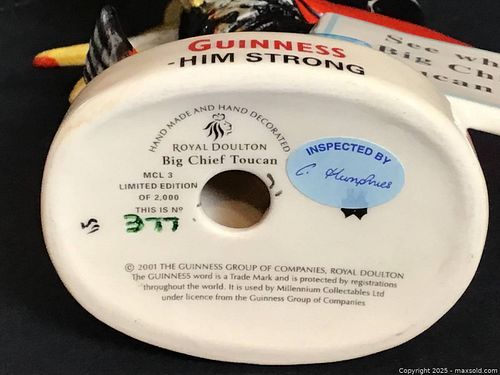 GUINNESS
-HIM STRONG
See wh
Big Ch
oucan
HAND MADE AND HAND DECORATED
ROYAL DOULTON
Big Chief Toucan
MCL 3
LIMITED EDITION
OF 2,000
THIS IS Nº
377
INSPECTED BY
C. Humphries
© 2001 THE GUINNESS GROUP OF COMPANIES, ROYAL DOULTON
The GUINNESS word is a Trade Mark and is protected by registrations
throughout the world. It is used by Millennium Collectables Ltd
under licence from the Guinness Group of Companies
Copyright 2025 - maxsold.com